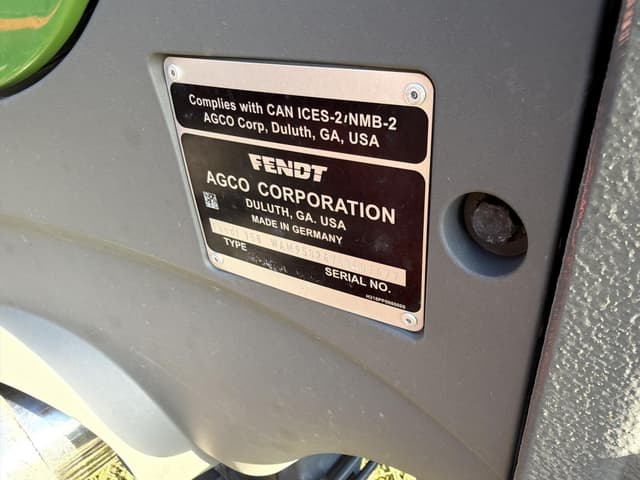 Complies with CAN ICES-2/NMB-2
AGCO Corp, Duluth, GA, USA
FENDT
AGCO CORPORATION
DULUTH, GA. USA
MADE IN GERMANY
TYPE
SERIAL NO.